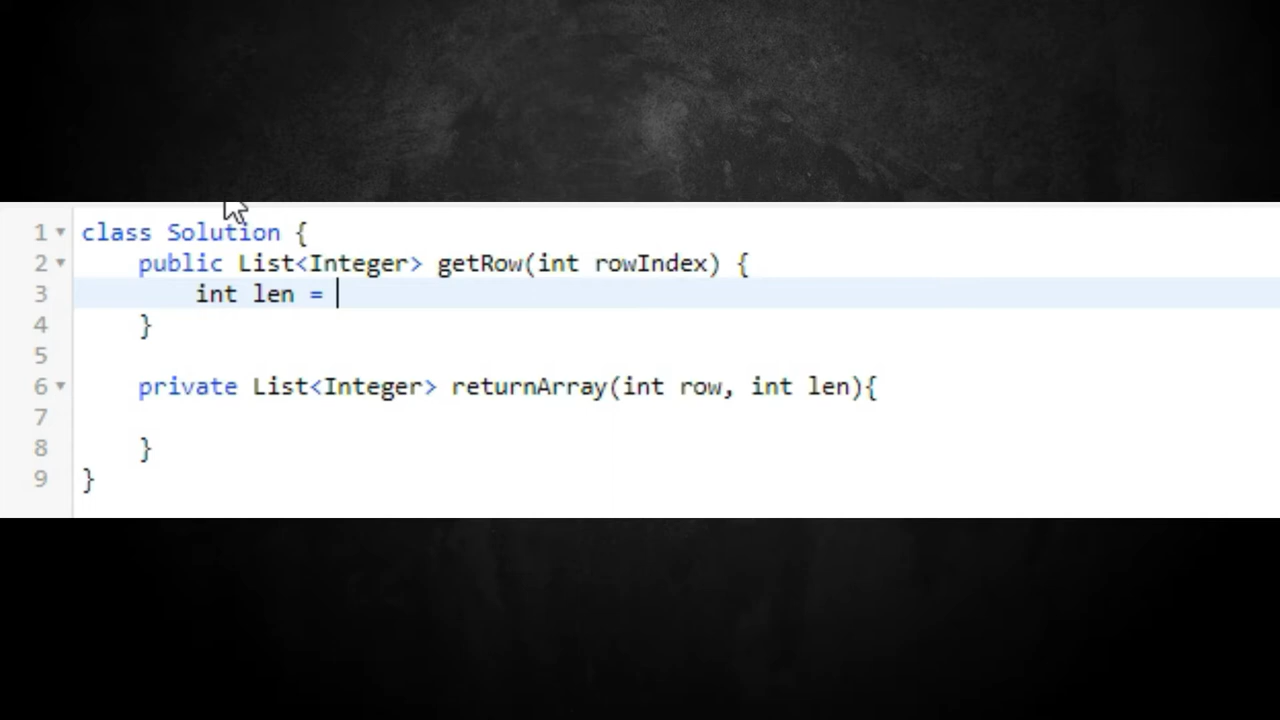 1 class Solution {
2 public List<Integer> getRow(int rowIndex) {
3 int len =
4 }
5
6 private List<Integer> returnArray(int row, int len){
7
8 }
9 }